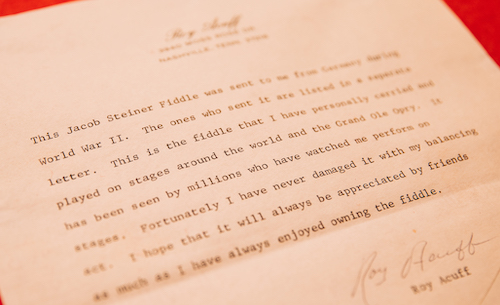 Roy Acuff
NASHVILLE, TENN.
This Jacob Steiner Fiddle was sent to me from Germany during
World War II. The ones who sent it are listed in a separate
letter. This is the fiddle that I have personally carried and
played on stages around the world and the Grand Ole Opry. It
has been seen by millions who have watched me perform on
stages. Fortunately I have never damaged it with my balancing
act. I hope that it will always be appreciated by friends
as much as I have always enjoyed owning the fiddle.
Roy Acuff
Roy Acuff